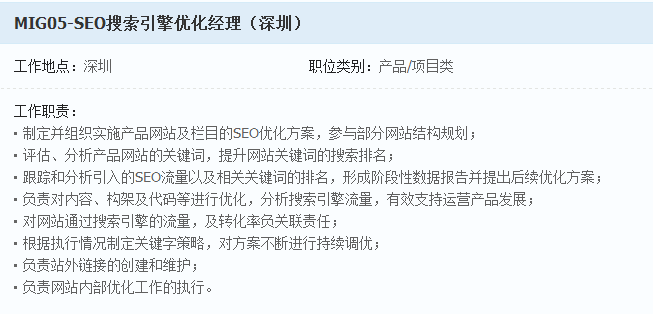 MIG05-SEO搜索引擎优化经理（深圳）
工作地点：深圳 职位类别：产品/项目类
工作职责：
• 制定并组织实施产品网站及栏目的SEO优化方案，参与部分网站结构规划；
• 评估、分析产品网站的关键词，提升网站关键词的搜索排名；
• 跟踪和分析引入的SEO流量以及相关关键词的排名，形成阶段性数据报告并提出后续优化方案；
• 负责对内容、构架及代码等进行优化，分析搜索引擎流量，有效支持运营产品发展；
• 对网站通过搜索引擎的流量，及转化率负关联责任；
• 根据执行情况制定关键字策略，对方案不断进行持续调优；
• 负责站外链接的创建和维护；
• 负责网站内部优化工作的执行。